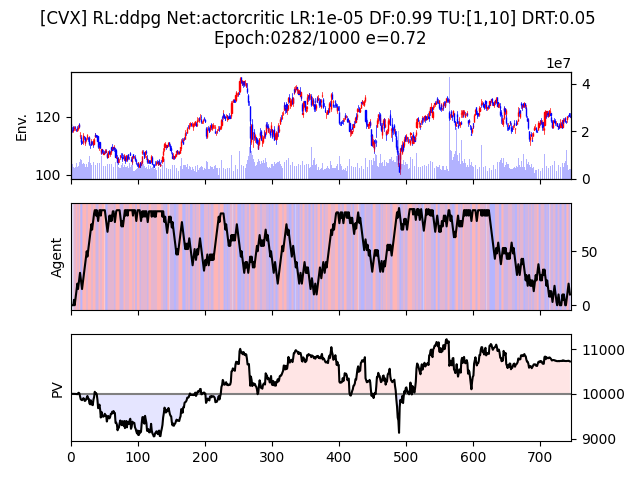 [CVX] RL:ddpg Net:actorcritic LR:1e-05 DF:0.99 TU:[1,10] DRT:0.05
Epoch:0282/1000 e=0.72
1e7
Env.
120
100
4
2
0
Agent
50
0
PV
11000
10000
9000
0 100 200 300 400 500 600 700